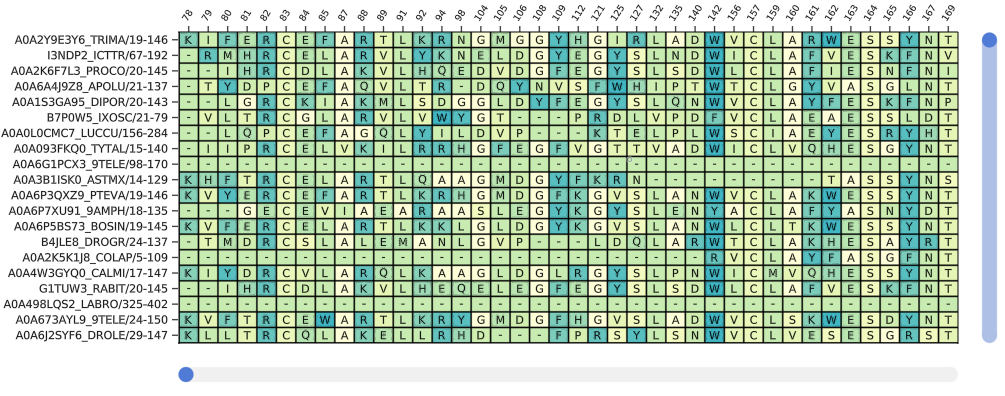 78 79 80 81 82 83 84 85 87 88 89 91 92 94 98 104 105 106 108 109 112 121 125 127 132 135 140 142 156 157 159 160 161 162 163 165 166 167 169
A0A2Y9E3Y6_TRIMA/19-146 K I F E R C E F A R T L K R N G M G G Y H G I R L A D W V C L A R W E S S Y N T
I3NDP2_ICTTR/67-192 - R M H R C E L A R V L Y K N E L D G F E G Y S L N D W V C L A F V E S K F N V
A0A2K6F7L3_PROCO/20-145 - - I H R C D L A K V L H Q E D V D G F E G Y S L S D W L C L A F I E S N F N I
A0A6A4J9Z8_APOLU/21-137 - T Y D P C E F A Q V L T R - D Q Y N V S F W H I P T W T C L G Y V A S G L N T
A0A1S3GA95_DIPOR/20-143 - - L G R C K I A K M L S D G G L D Y F E G Y S L Q N W V C L A Y F E S K F N P
B7P0W5_IXOSC/21-79 - V L T R C G L A R V L V W Y G T - - - P R D L V P D F V C L A E A E S F L D T
A0A0L0CMC7_LUCCU/156-284 - - L Q P C E F A G Q L Y I L D V P - - - K T E L P L W S C I A E Y E S R Y H T
A0A093FKQ0_TYTAL/15-140 - I I P R C E L V K I L R R H G F E G F V G T T V A D W I C L V Q H E S G Y N T
A0A6G1PCX3_9TELE/98-170 - - - - - - - - - - - - - - - - - - - - - - - - - - - - - - - - - - - - - - - -
A0A3B1ISK0_ASTMX/14-129 K H F T R C E L A R T L Q A A G M D G Y F K R N - - - - - - - - - T A S S Y N S
A0A6P3QXZ9_PTEVA/19-146 K V Y E R C E F A R T L K R H G M D G F K G V S L A N W V C L A K W E S S Y N T
A0A6P7XU91_9AMPH/18-135 - - - G E C E V I A E A R A A S L E G Y K G Y S L E N Y A C L A F Y A S N Y D T
A0A6P5BS73_BOSIN/19-145 K V F E R C E L A R T L K K L G D Y K G V S L A N W L C L T K W E S S Y N T
B4JLE8_DROGR/24-137 - T M D R C S L A L E M A N L G V P - - - L D Q L A R W T C L A K H E S A Y R T
A0A2K5K1J8_COLAP/5-109 - - - - - - - - - - - - - - - - - - - - - - - - - - - R V C L A Y F A S G F N T
A0A4W3GYQ0_CALMI/17-147 K I Y D R C V L A R Q L K A A G L D G L R G Y S L P N W I C M V Q H E S S Y N T
G1TUW3_RABIT/20-145 - - I H R C D L A K V L H E Q E L E G F E G Y S L S D W L C L A F V E S K F N T
A0A498LQS2_LABRO/325-402 - - - - - - - - - - - - - - - - - - - - - - - - - - - - - - - - - - - - - - - -
A0A673AYL9_9TELE/24-150 K V F T R C E W A R T L K R Y G M D G F H G V S L A D W V C L S K W E S D Y N T
A0A6J2SYF6_DROLE/29-147 K L L T R C Q L A K E L L R H D - - - F P R S Y L S N W V C L V E S E S G R S T